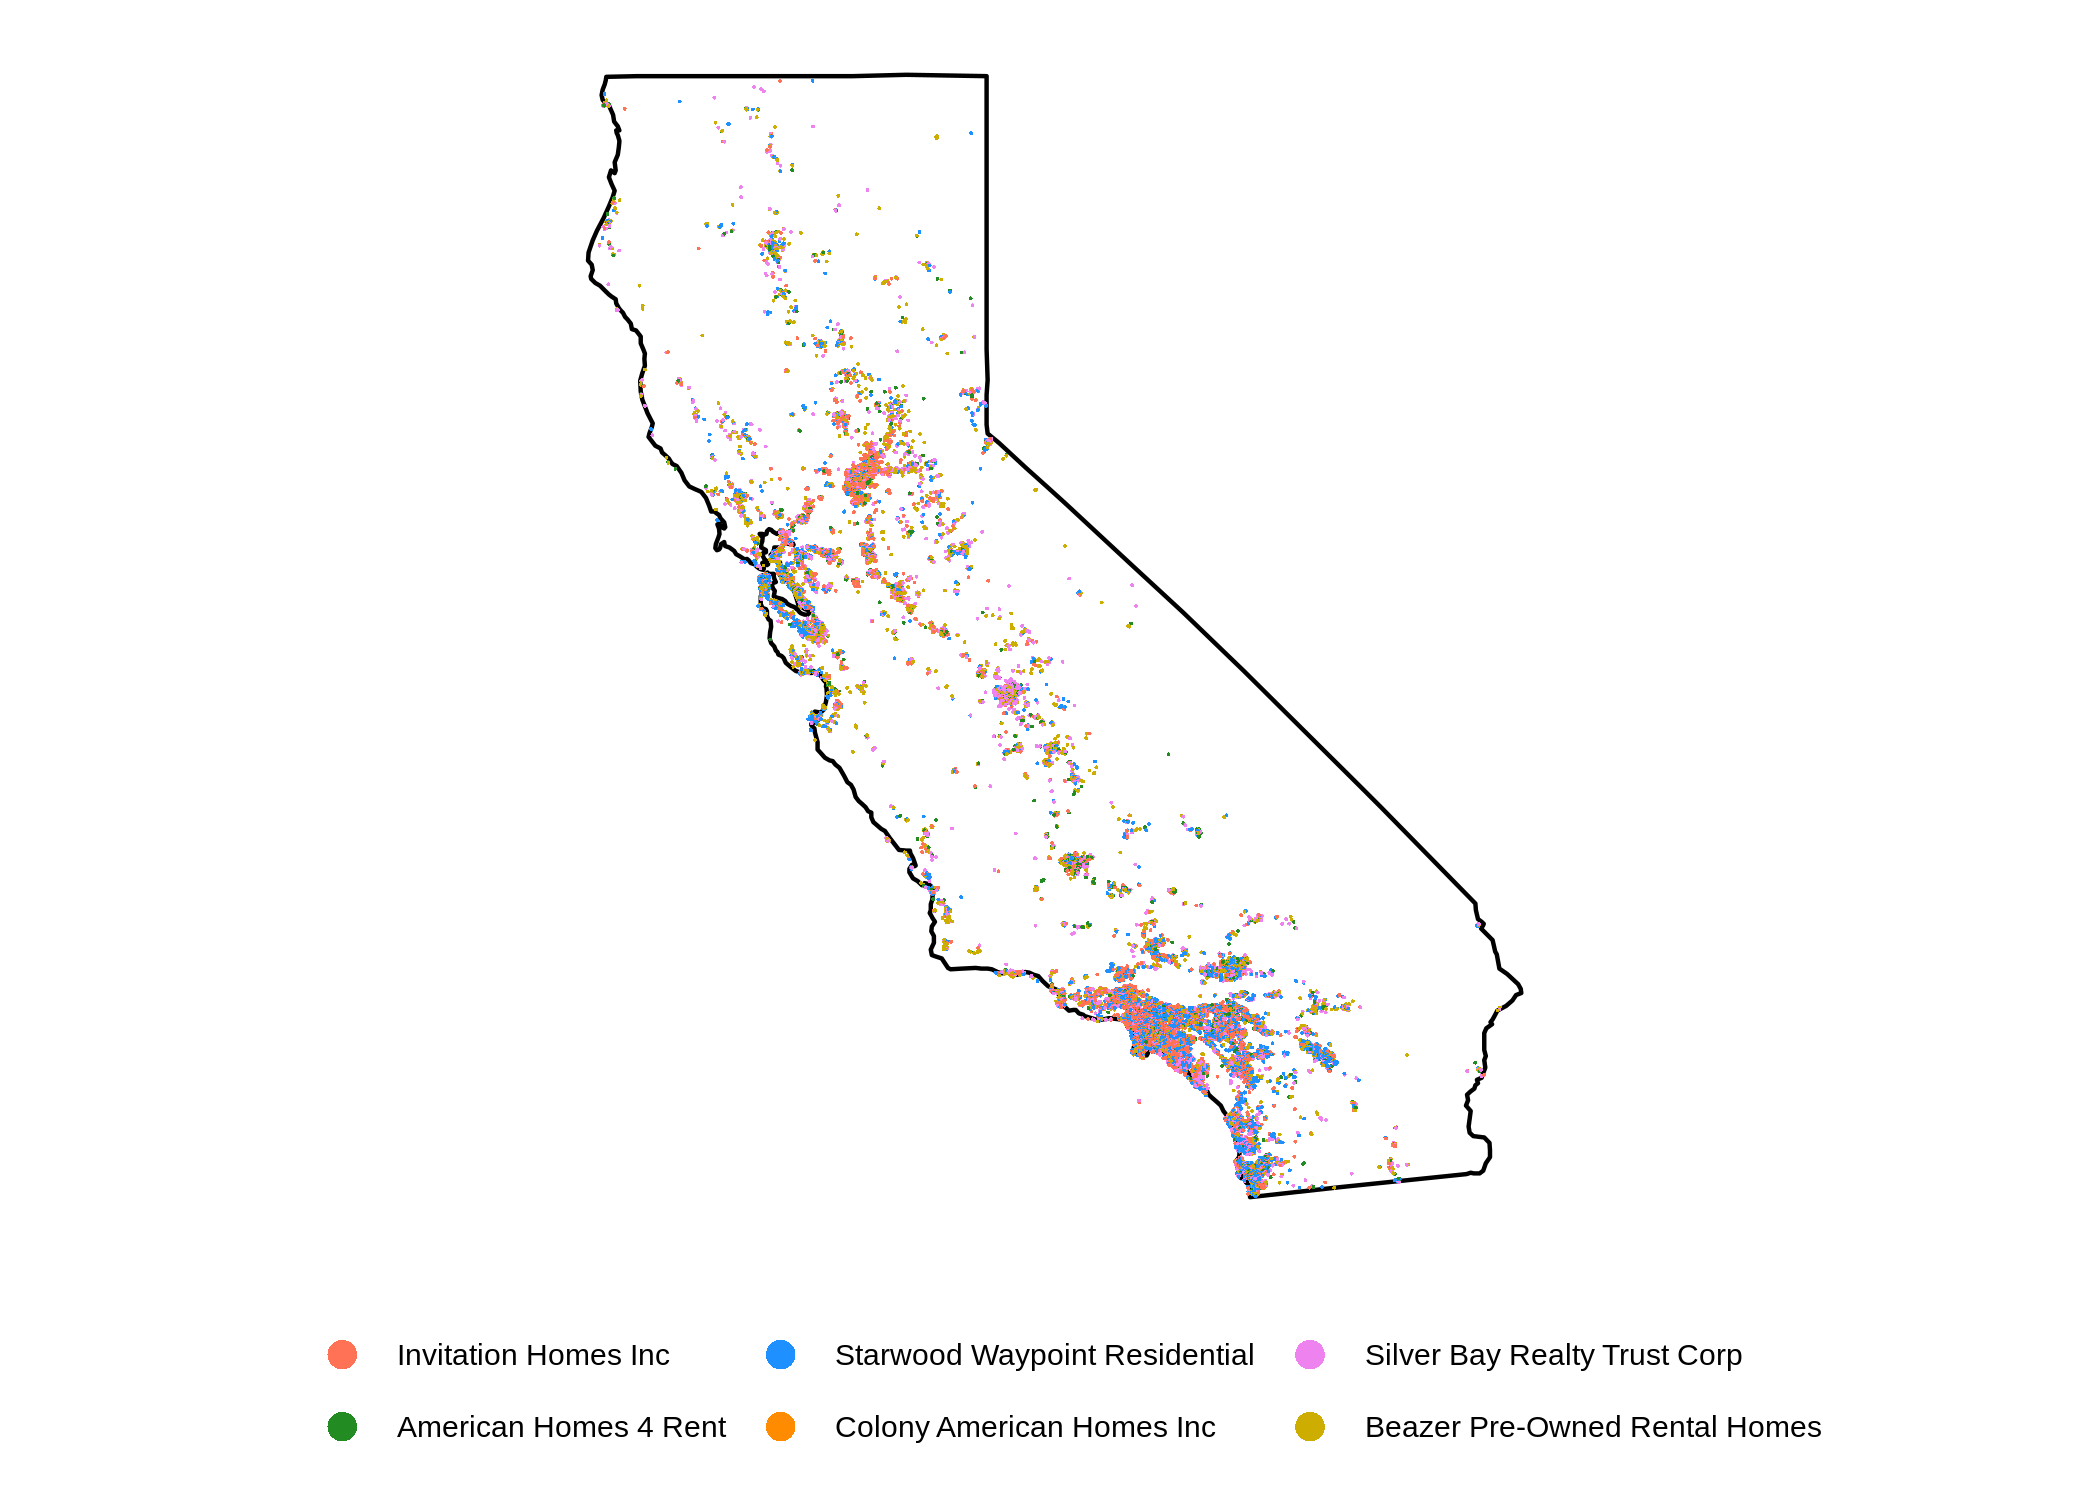 Invitation Homes Inc
Starwood Waypoint Residential
Silver Bay Realty Trust Corp
American Homes 4 Rent
Colony American Homes Inc
Beazer Pre-Owned Rental Homes